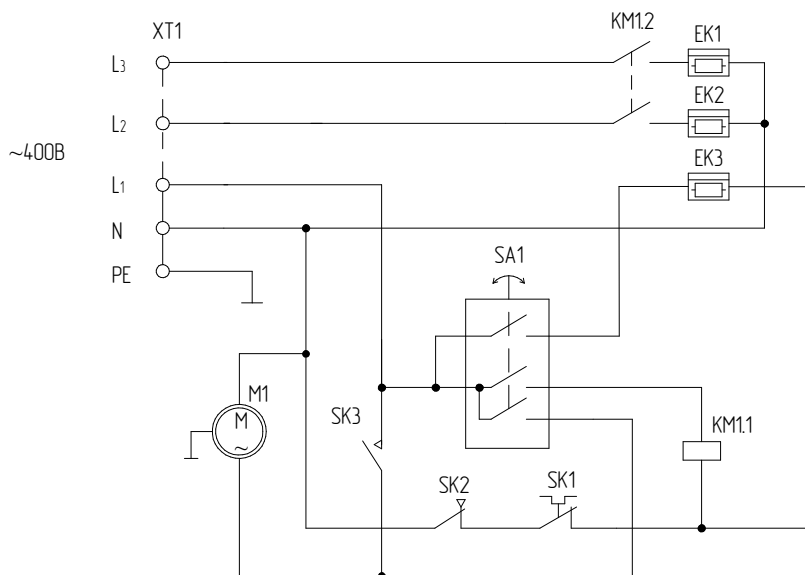 XT1
KM1.2
EK1
L3
EK2
L2
~400В
EK3
L1
N
SA1
PE
M1
M
~
SK3
KM1.1
SK2
SK1